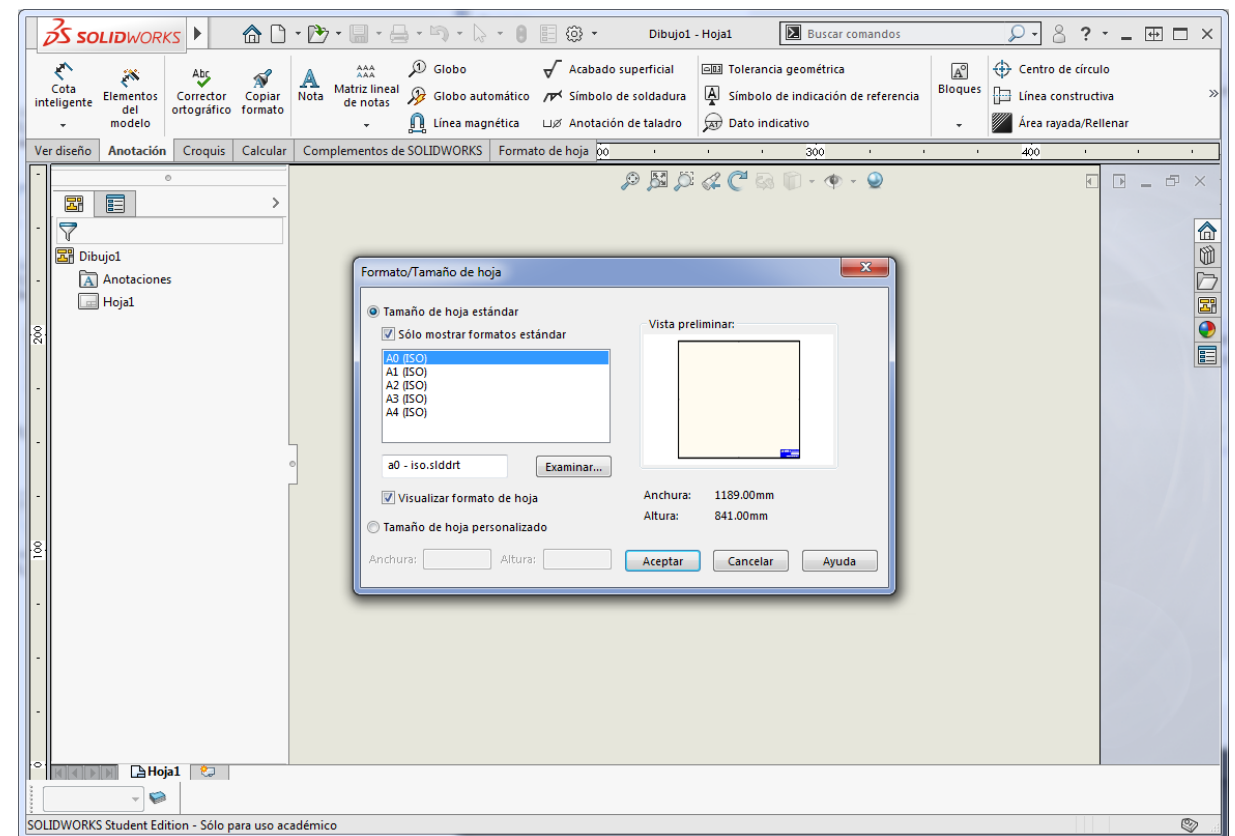 SOLIDWORKS
Dibujo1 - Hoja1
Buscar comandos
?
Cota inteligente
Elementos del modelo
Abc
Corrector ortográfico
Copiar formato
Nota
Matriz lineal de notas
Globo
Globo automático
Línea magnética
Acabado superficial
Símbolo de soldadura
Anotación de taladro
Tolerancia geométrica
Símbolo de indicación de referencia
Dato indicativo
Bloques
Centro de círculo
Línea constructiva
Área rayada/Rellenar
Ver diseño
Anotación
Croquis
Calcular
Complementos de SOLIDWORKS
Formato de hoja
00
300
400
Dibujo1
Anotaciones
Hoja1
200
100
0
Formato/Tamaño de hoja
Tamaño de hoja estándar
Sólo mostrar formatos estándar
A0 (ISO)
A1 (ISO)
A2 (ISO)
A3 (ISO)
A4 (ISO)
a0 - iso.slddrt
Examinar...
Visualizar formato de hoja
Tamaño de hoja personalizado
Anchura:
Altura:
Vista preliminar:
Anchura: 1189.00mm
Altura: 841.00mm
Aceptar
Cancelar
Ayuda
Hoja1
SOLIDWORKS Student Edition - Sólo para uso académico